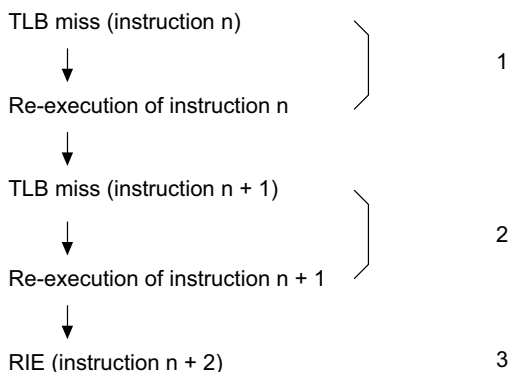 TLB miss (instruction n)
1
Re-execution of instruction n
TLB miss (instruction n + 1)
2
Re-execution of instruction n + 1
RIE (instruction n + 2)
3